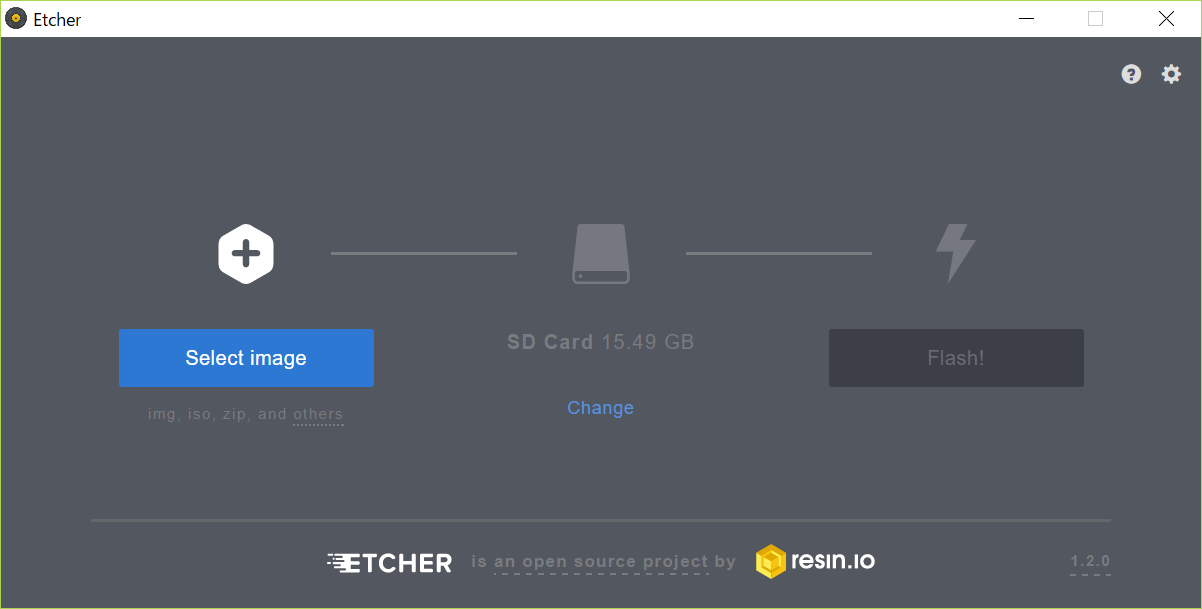 Etcher
Select image
SD Card 15.49 GB
Flash!
img, iso, zip, and others
Change
ETCHER is an open source project by resin.io
1.2.0